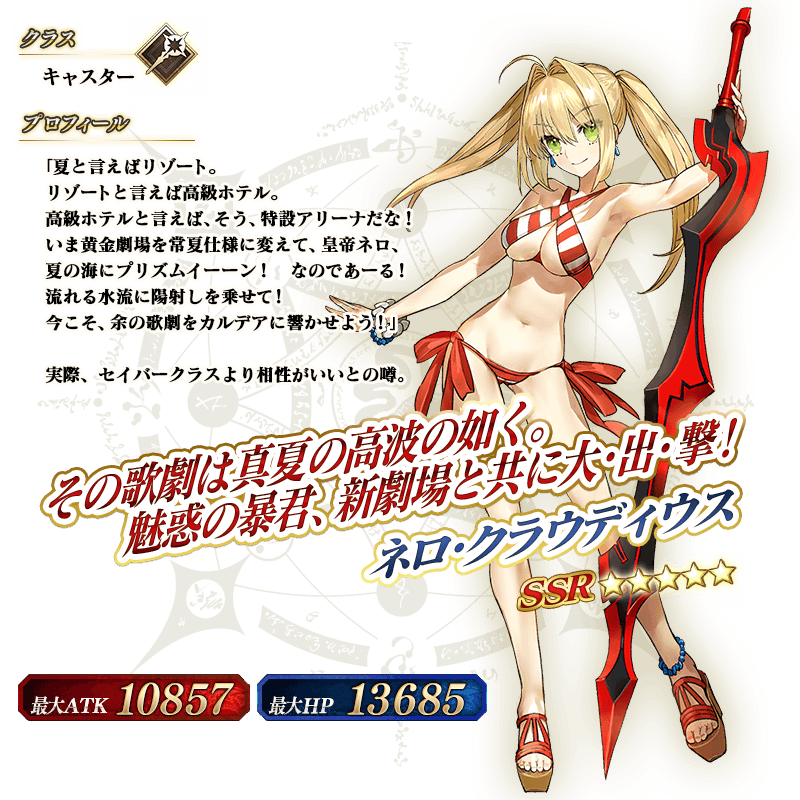 クラス
キャスター
プロフィール
「夏と言えばリゾート。
リゾートと言えば高級ホテル。
高級ホテルと言えば、そう、特設アリーナだな!
いま黄金劇場を常夏仕様に変えて、皇帝ネロ、
夏の海にプリズムイーーン!　なのであーる!
流れる水流に陽射しを乗せて!
今こそ、余の歌劇をカルデアに響かせよう!」
実際、セイバークラスより相性がいいとの噂。
その歌劇は真夏の高波の如く。
魅惑の暴君、新劇場と共に大・出・撃!
ネロ・クラウディウス
SSR ☆☆☆☆☆
最大ATK 10857
最大HP 13685